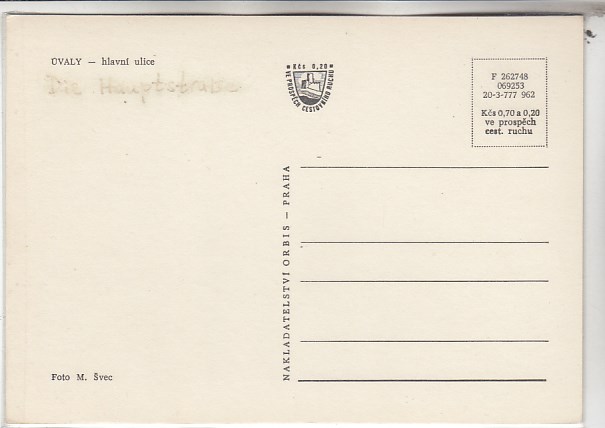 ÚVALY — hlavní ulice
Die Hauptstraße
Kčs 0,20
VE PROSPĚCH CESTOVNÍHO RUCHU
F 262748
069253
20-3-777 962
Kčs 0,70 a 0,20
ve prospěch
cest. ruchu
NAKLADATELSTVÍ ORBIS — PRAHA
Foto M. Švec